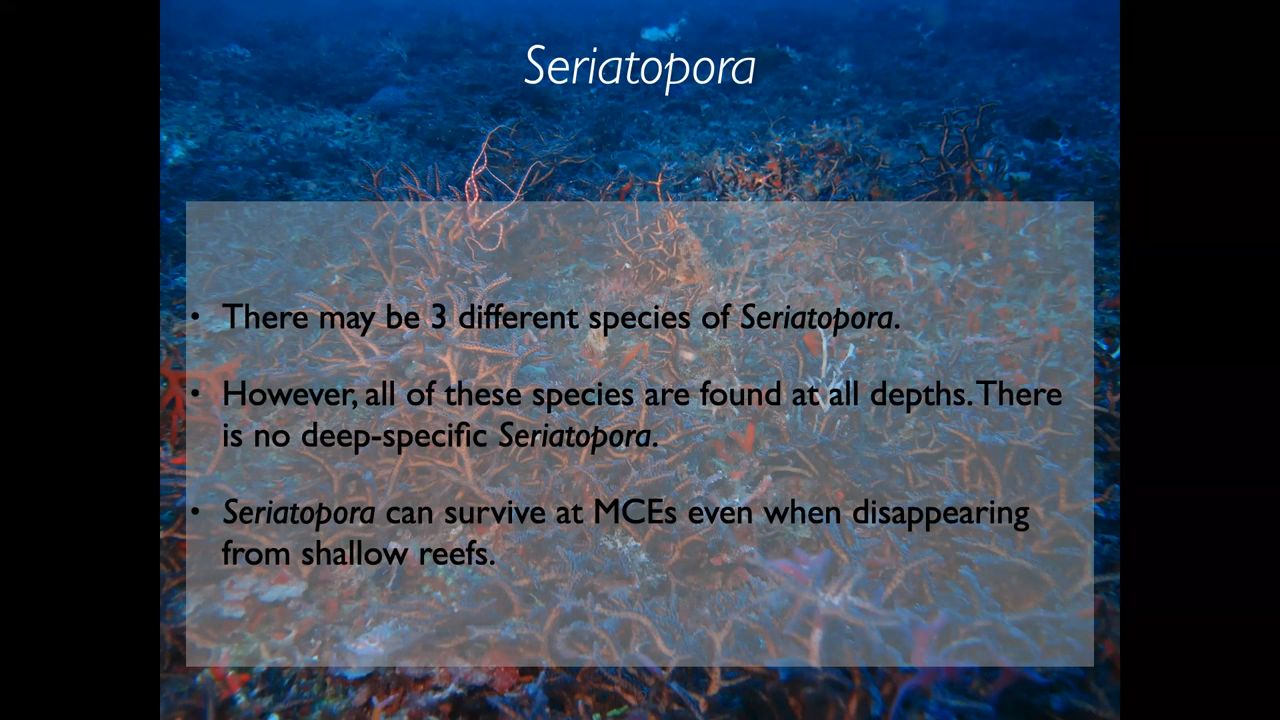 Seriatopora
• There may be 3 different species of Seriatopora.
• However, all of these species are found at all depths. There
is no deep-specific Seriatopora.
• Seriatopora can survive at MCEs even when disappearing
from shallow reefs.